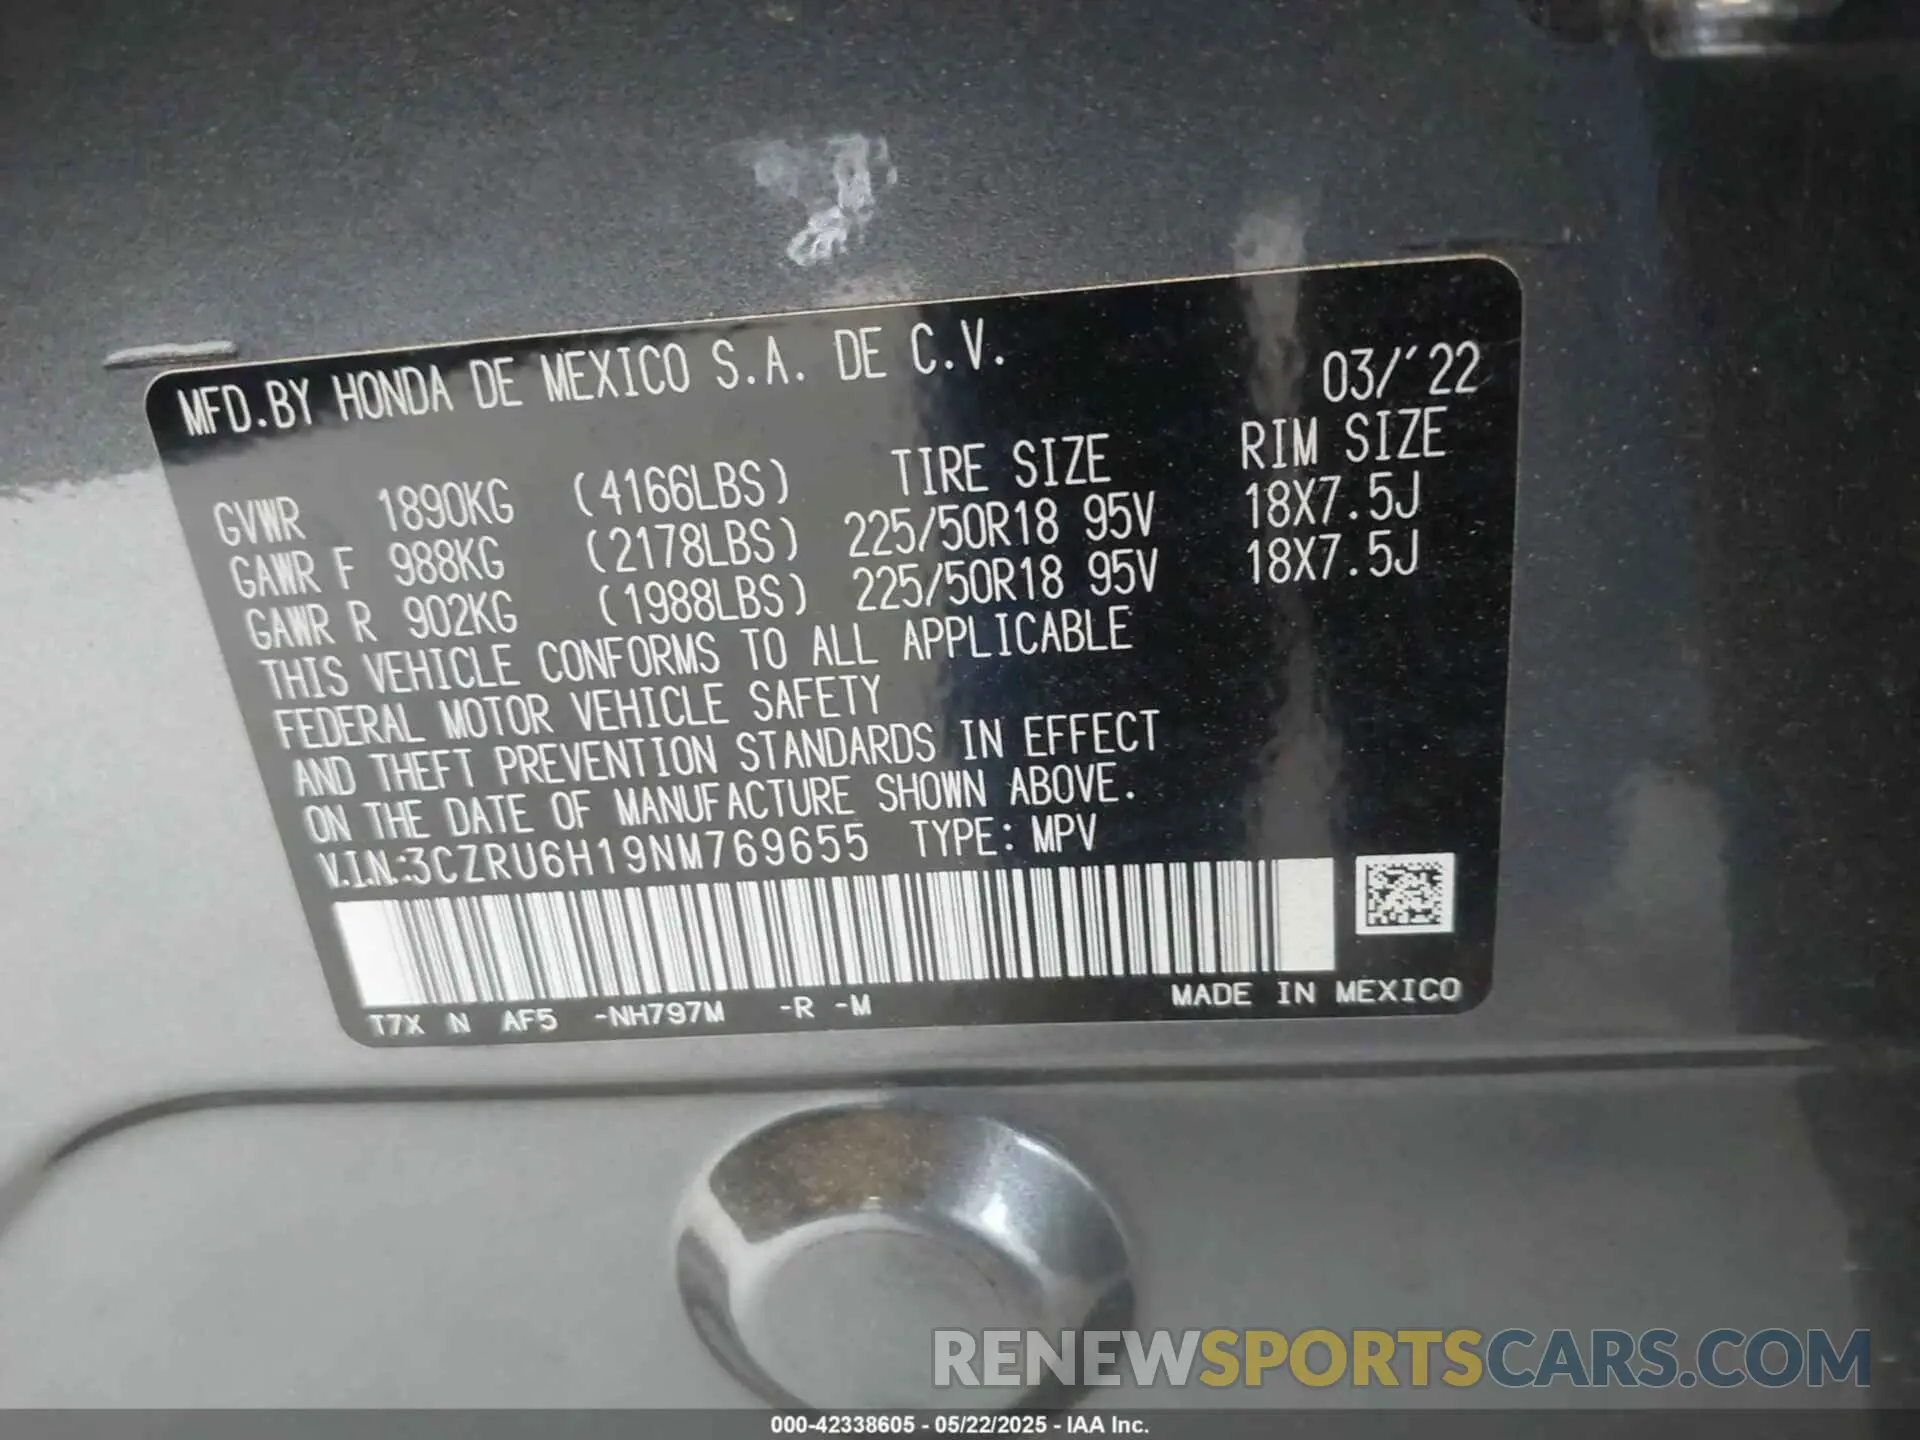 MFD.BY HONDA DE MEXICO S.A. DE C.V. 03/'22
TIRE SIZE RIM SIZE
GVWR 1890KG (4166LBS)
GAWR F 988KG (2178LBS) 225/50R18 95V 18X7.5J
GAWR R 902KG (1988LBS) 225/50R18 95V 18X7.5J
THIS VEHICLE CONFORMS TO ALL APPLICABLE
FEDERAL MOTOR VEHICLE SAFETY
AND THEFT PREVENTION STANDARDS IN EFFECT
ON THE DATE OF MANUFACTURE SHOWN ABOVE.
V.I.N.:3CZRU6H19NM769655 TYPE: MPV
T7X N AF5 -NH797M -R -M MADE IN MEXICO
RENEWSPORTSCARS.COM
000-42338605 - 05/22/2025 - IAA Inc.